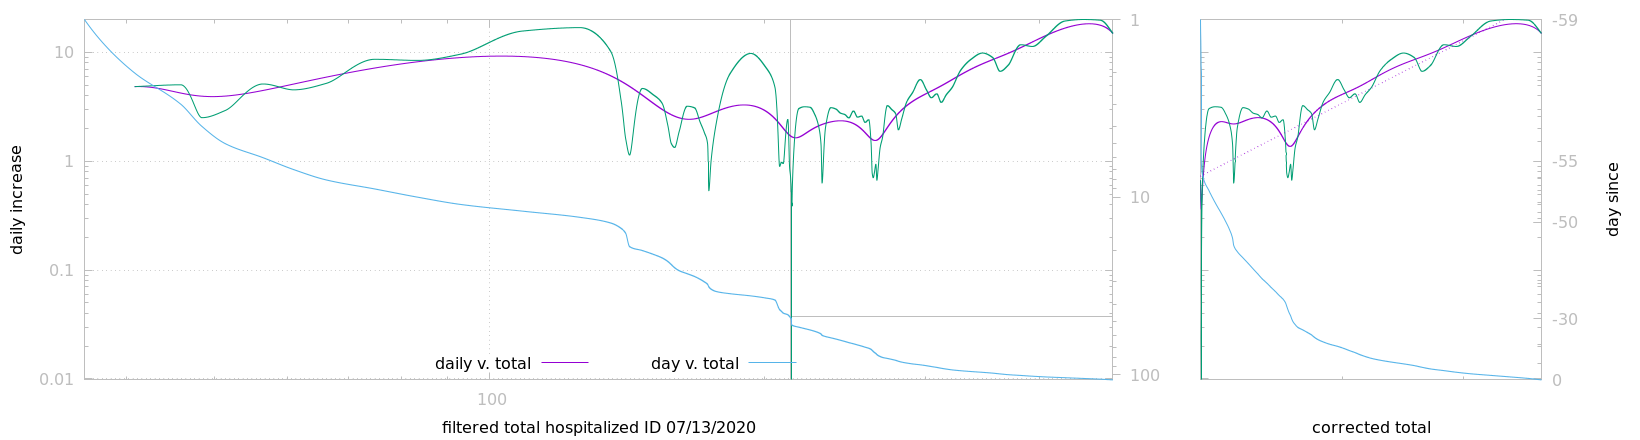 daily increase
10
1
0.1
0.01
daily v. total
day v. total
100
filtered total hospitalized ID 07/13/2020
1
10
100
-59
-55
-50
-30
0
day since
corrected total